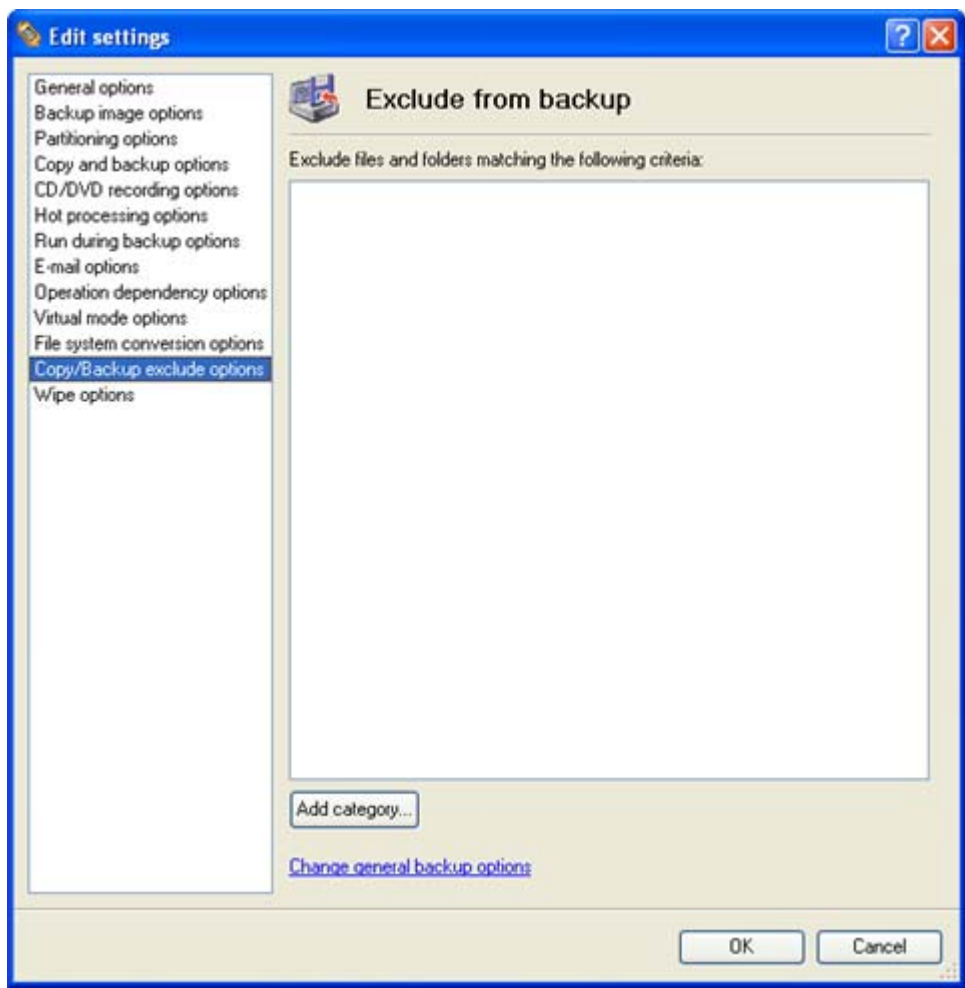 Edit settings
General options
Backup image options
Partitioning options
Copy and backup options
CD/DVD recording options
Hot processing options
Run during backup options
E-mail options
Operation dependency options
Virtual mode options
File system conversion options
Copy/Backup exclude options
Wipe options
Exclude from backup
Exclude files and folders matching the following criteria:
Add category...
Change general backup options
OK
Cancel